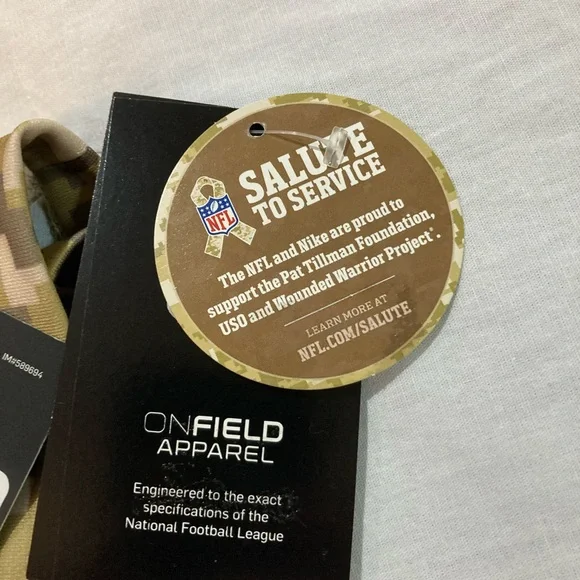 SALUTE
TO SERVICE
NFL
The NFL and Nike are proud to
support the Pat Tillman Foundation,
USO and Wounded Warrior Project®.
LEARN MORE AT
NFL.COM/SALUTE
IM#589694
ONFIELD
APPAREL
Engineered to the exact
specifications of the
National Football League